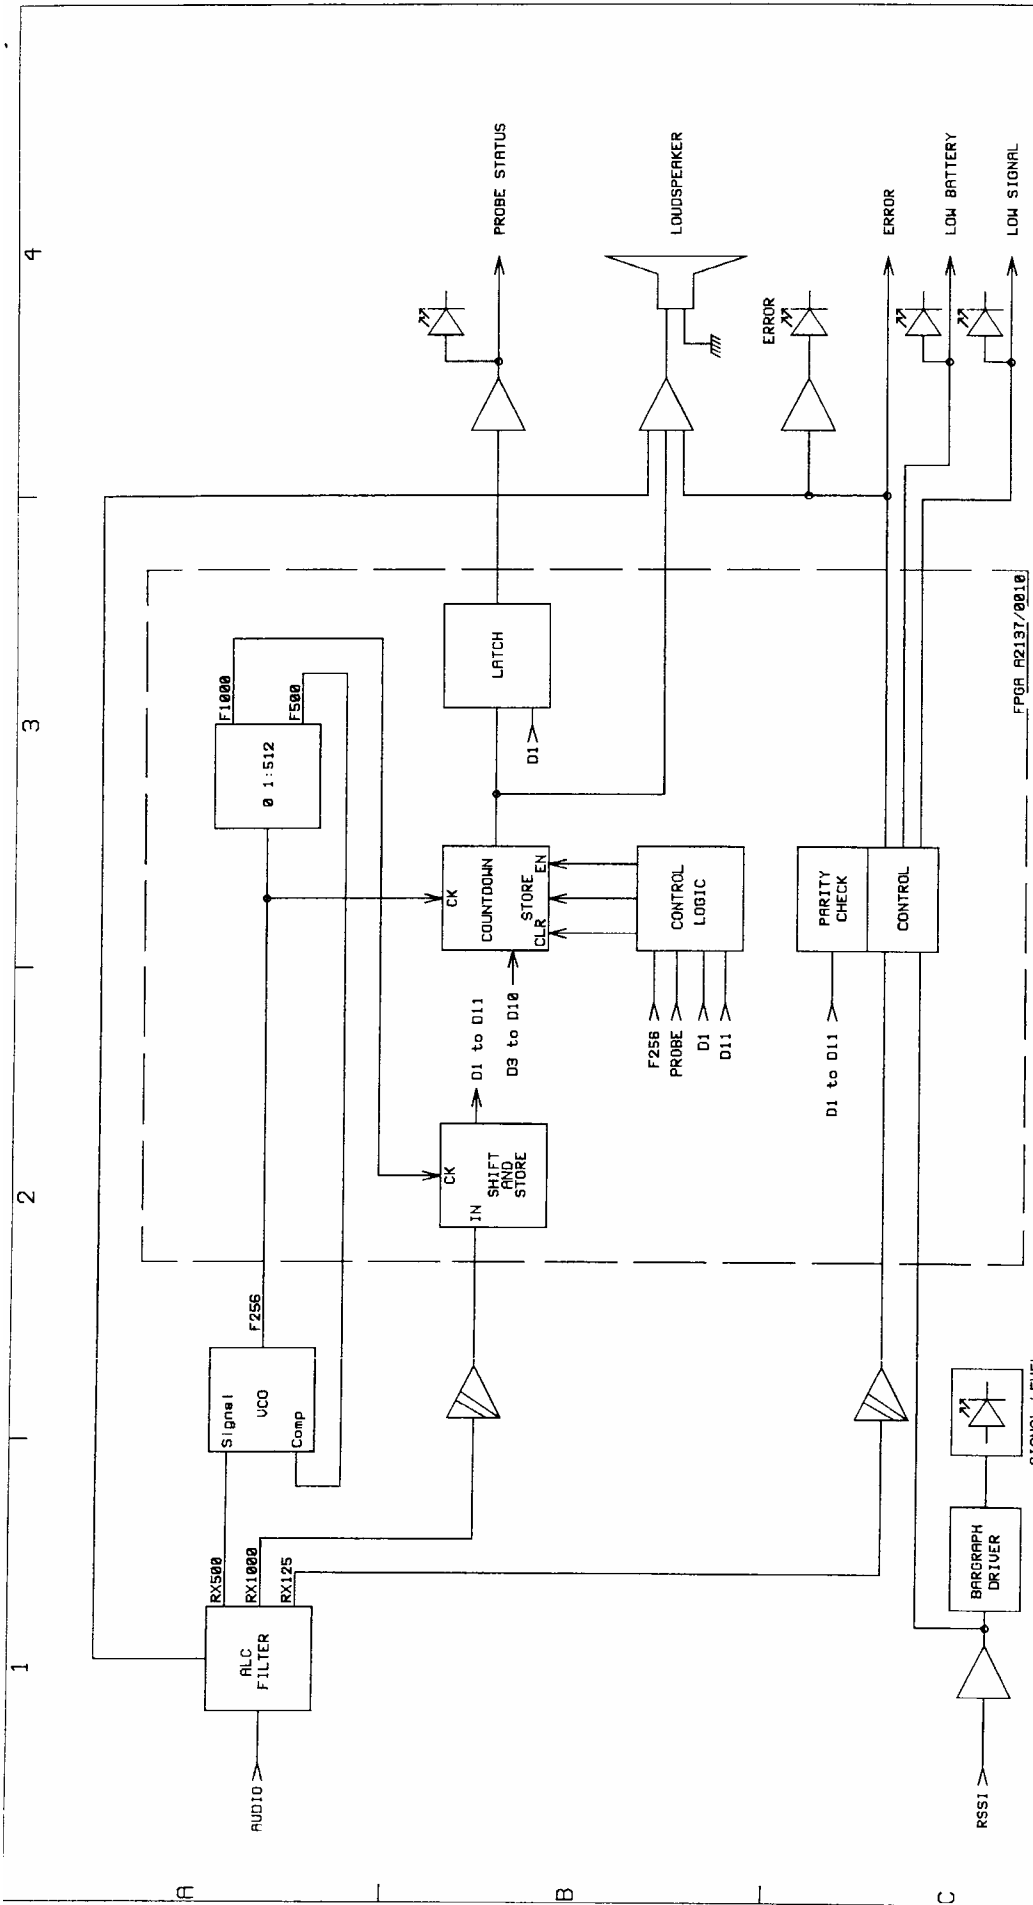 1
2
3
4
A
B
C
AUDIO
ALC
FILTER
RX500
RX1000
RX125
Signal
VCO
Comp
F256
0 1:512
F1000
F500
IN
CK
SHIFT
AND
STORE
D1 to D11
D3 to D10
CK
COUNTDOWN
STORE
CLR
EN
D1
LATCH
PROBE STATUS
F256
PROBE
D1
D11
CONTROL
LOGIC
LOUDSPEAKER
D1 to D11
PARITY
CHECK
CONTROL
ERROR
ERROR
LOW BATTERY
LOW SIGNAL
RSSI
BARGRAPH
DRIVER
SIGNAL LEVEL
FPGA A2137/0010